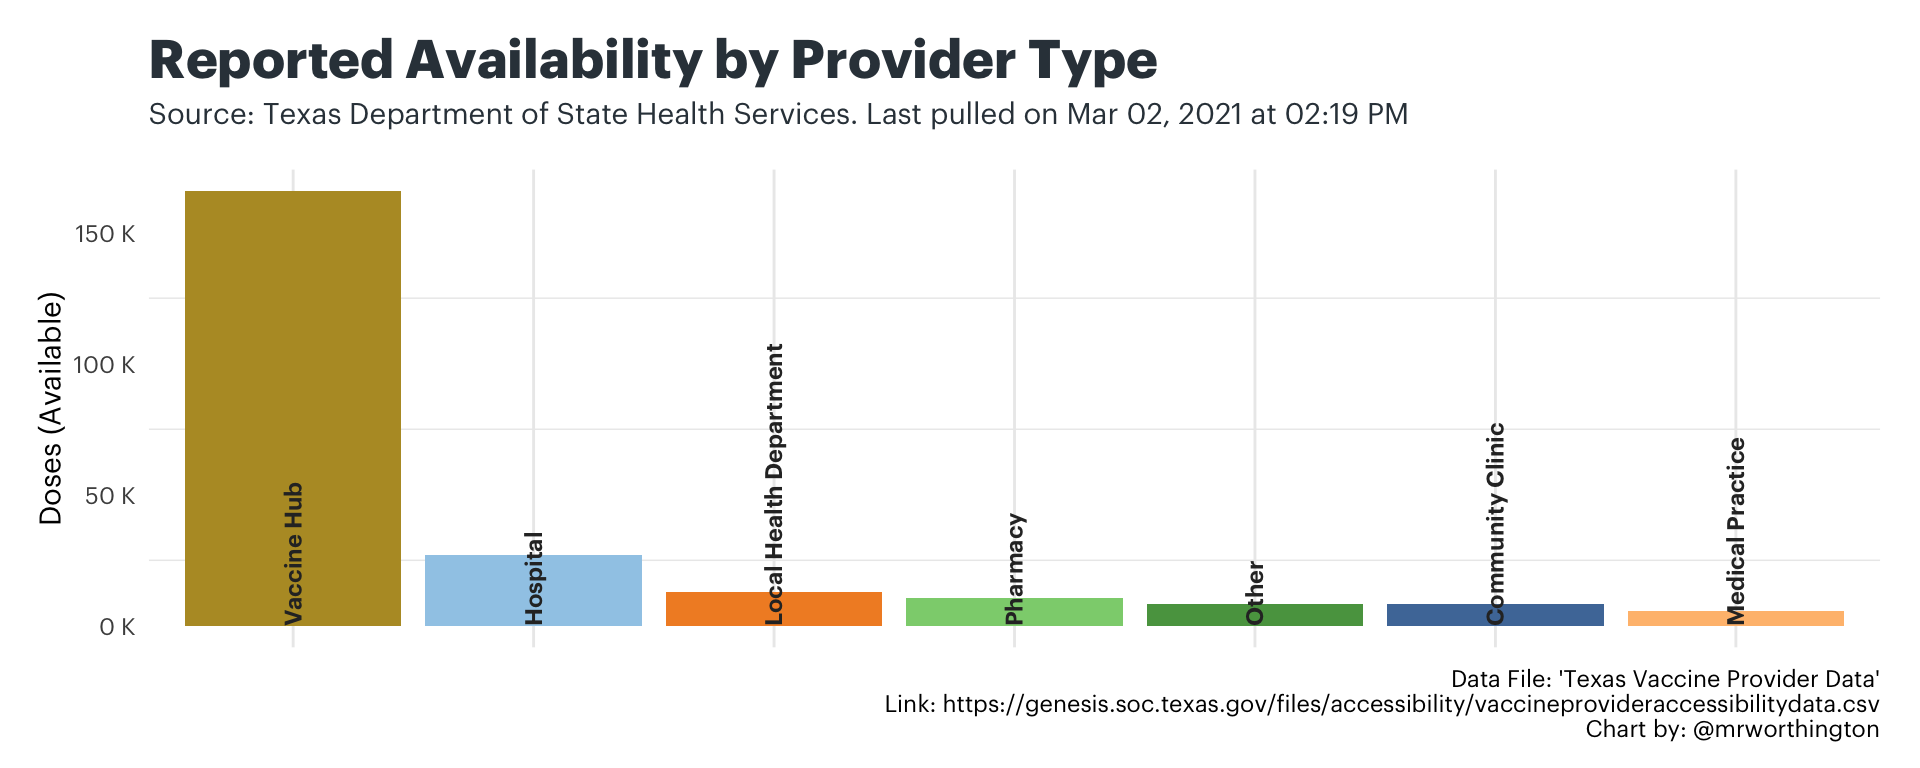 Reported Availability by Provider Type
Source: Texas Department of State Health Services. Last pulled on Mar 02, 2021 at 02:19 PM
Doses (Available)
150 K
100 K
50 K
0 K
Vaccine Hub
Hospital
Local Health Department
Pharmacy
Other
Community Clinic
Medical Practice
Data File: 'Texas Vaccine Provider Data'
Link: https://genesis.soc.texas.gov/files/accessibility/vaccineprovideraccessibilitydata.csv
Chart by: @mrworthington